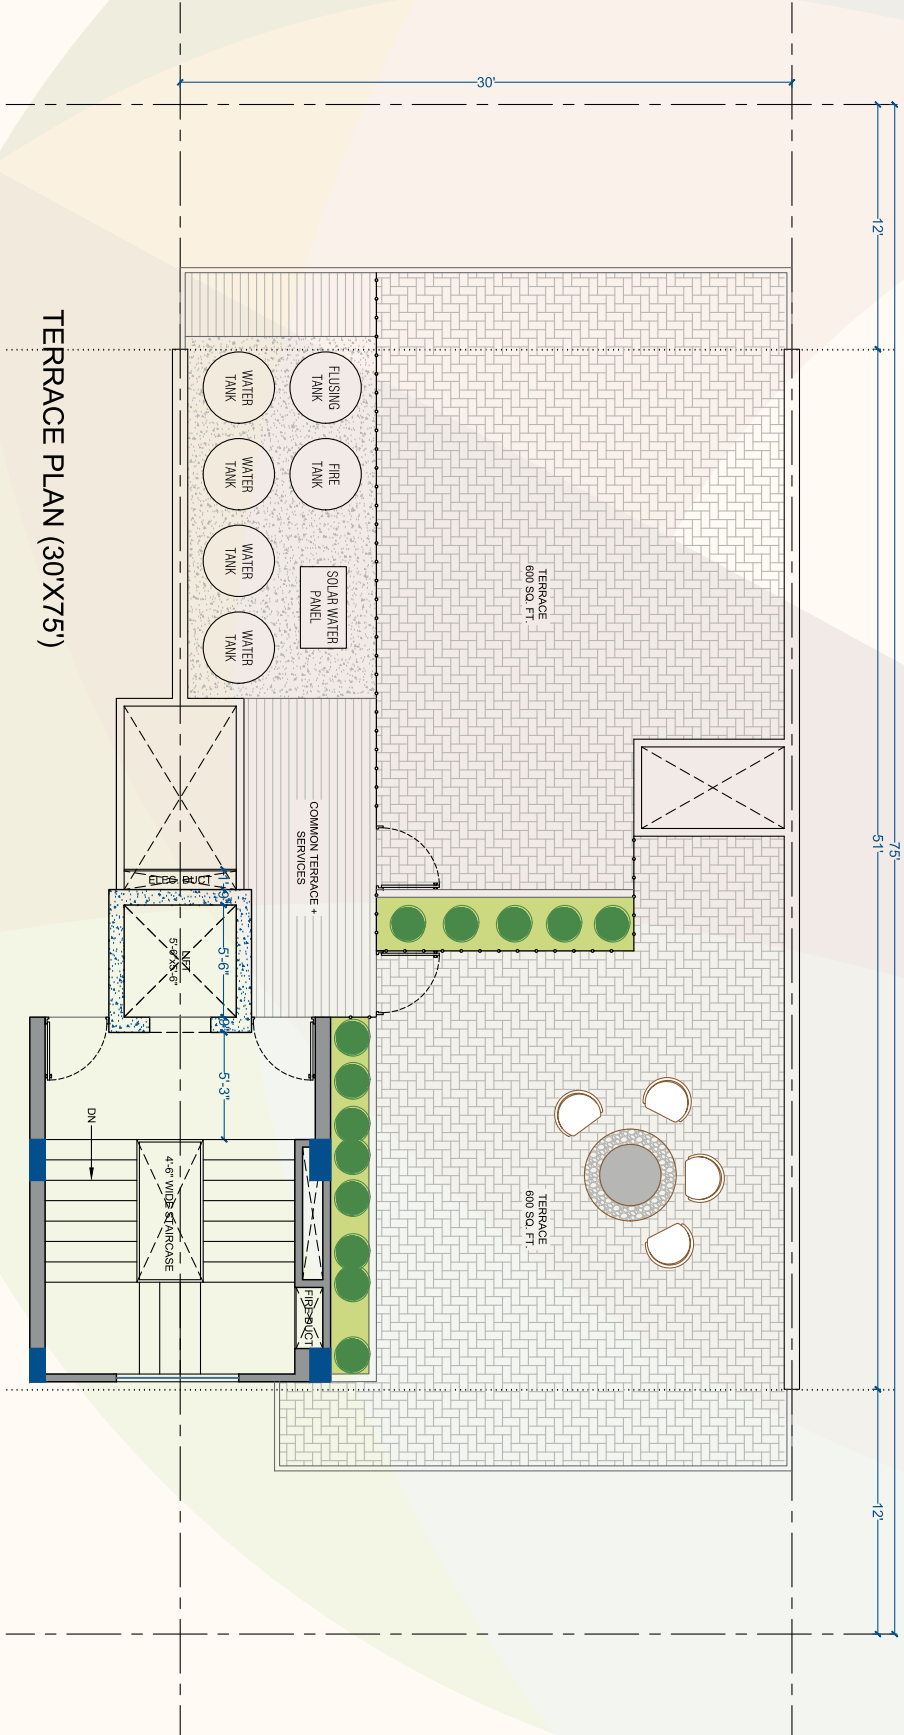 TERRACE PLAN (30'X75')
30'
12'
75'
51'
12'
FLUSING
TANK
WATER
TANK
FIRE
TANK
WATER
TANK
WATER
TANK
WATER
TANK
SOLAR WATER
PANEL
TERRACE
600 SQ. FT.
COMMON TERRACE +
SERVICES
ELEC. DUCT
LIFT
5'-6"X5'-6"
5'-6"
5'-3"
DN
4'-6" WIDE STAIRCASE
FIRE DUCT
TERRACE
600 SQ. FT.